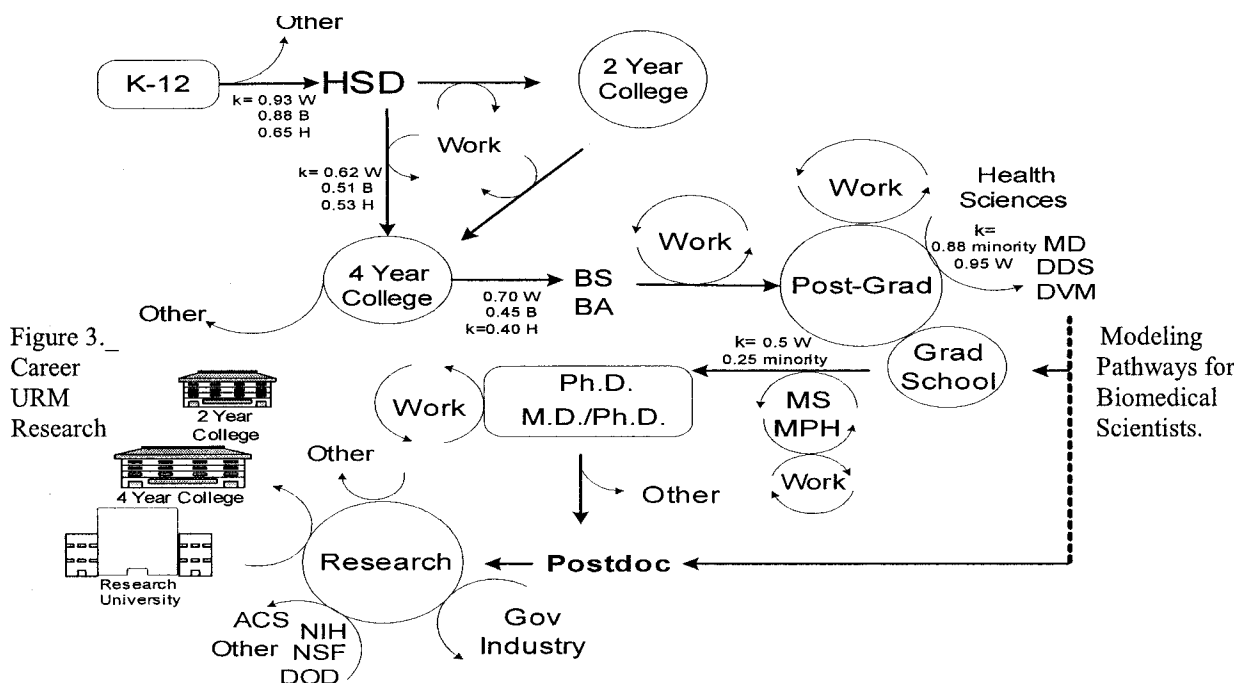 Other
K-12
HSD
2 Year
College
k= 0.93 W
0.88 B
0.65 H
Work
k= 0.62 W
0.51 B
0.53 H
Work
Health
Sciences
k=
0.88 minority
0.95 W
MD
DDS
DVM
Work
4 Year
College
0.70 W
0.45 B
k=0.40 H
BS
BA
Post-Grad
Other
Figure 3._
Career
URM
Research
Modeling
Pathways for
Biomedical
Scientists.
k= 0.5 W
0.25 minority
Grad
School
2 Year
College
Work
Ph.D.
M.D./Ph.D.
MS
MPH
Work
4 Year College
Other
Other
Research
University
Research
Postdoc
Gov
Industry
ACS
NIH
Other
NSF
DOD